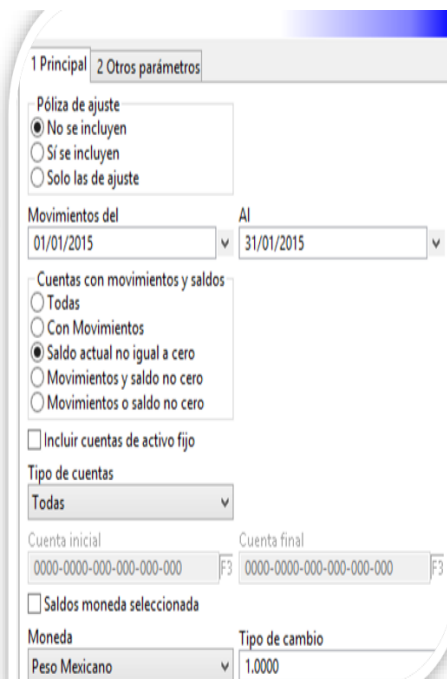 1 Principal 2 Otros parámetros
Póliza de ajuste
No se incluyen
Sí se incluyen
Solo las de ajuste
Movimientos del Al
01/01/2015 31/01/2015
Cuentas con movimientos y saldos
Todas
Con Movimientos
Saldo actual no igual a cero
Movimientos y saldo no cero
Movimientos o saldo no cero
Incluir cuentas de activo fijo
Tipo de cuentas
Todas
Cuenta inicial Cuenta final
0000-0000-000-000-000-000 F3 0000-0000-000-000-000-000 F3
Saldos moneda seleccionada
Moneda Tipo de cambio
Peso Mexicano 1.0000